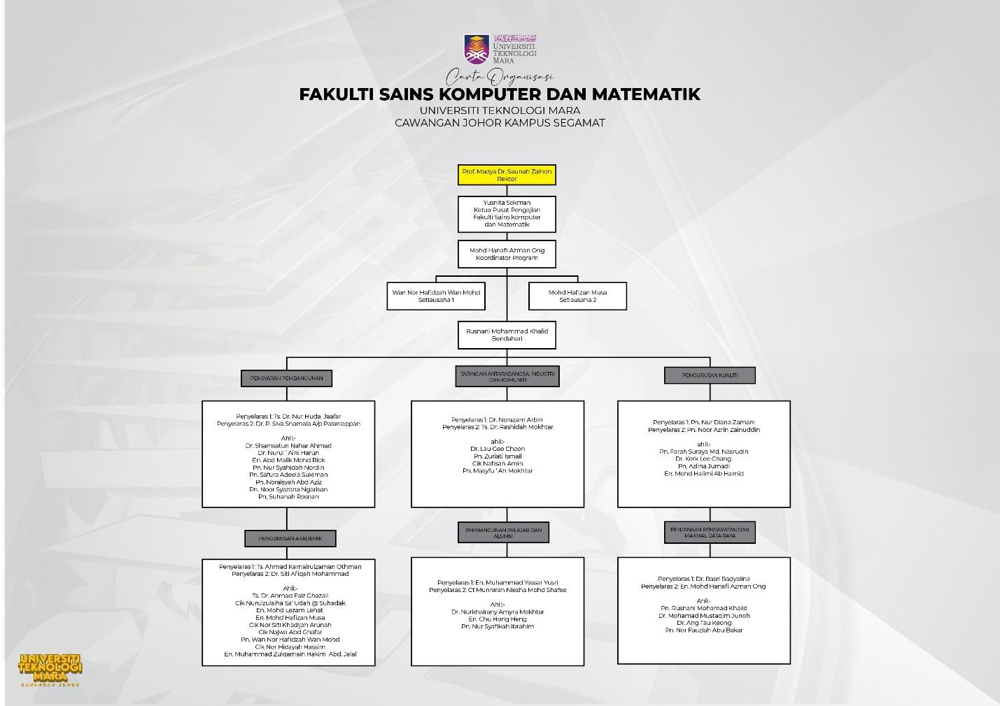 UNIVERSITI
TEKNOLOGI
MARA
Carta Organisasi
FAKULTI SAINS KOMPUTER DAN MATEMATIK
UNIVERSITI TEKNOLOGI MARA
CAWANGAN JOHOR KAMPUS SEGAMAT
Prof. Madya Dr. Saunah Zainon
Rektor
Yusnita Sokman
Ketua Pusat Pengajian
Fakulti Sains komputer
dan Matematik
Mohd Hanafi Azman Ong
Koordinator Program
Wan Nor Hafidzah Wan Mohd
Setiausaha 1
Mohd Hafizan Musa
Setiausaha 2
Rusnani Mohammad Khalid
Bendahari
PENSYARAH PEMBANGUNAN
Penyelaras 1: Ts. Dr. Nur Huda Jaafar
Penyelaras 2: Dr. P. Siva Shamala A/p Palaniappan
Ahli:-
Dr. Shamsatun Nahar Ahmad
Dr. Nurul ' Aini Harun
En. Abd Malik Mohd Rick
Pn. Nur Syahidah Nordin
Pn. Safura Adeela Sukiman
Pn. Noraisyah Abd Aziz
Pn. Noor Syazana Ngarisan
Pn. Suhanah Rosnan
JARINGAN ANTARABANGSA, INDUSTRI
DAN KOMUNITI
Penyelaras 1: Dr. Norazam Arbin
Penyelaras 2: Ts. Dr. Rashidah Mokhtar
ahli:-
Dr. Lau Gee Choon
Pn. Zuriati Ismail
Cik Nafisah Amin
Pn. Masyfu ' Ah Mokhtar
PENGURUSAN KUALITI
Penyelaras 1: Pn. Nur Diana Zamani
Penyelaras 2: Pn. Noor Azrin Zainuddin
ahli:-
Pn. Farah Suraya Md. Nasrudin
Dr. Kerk Lee Chang
Pn. Azlina Jumadi
En. Mohd Halimi Ab Hamid
PENGURUSAN AKADEMIK
Penyelaras 1: Ts. Ahmad Kamalrulzaman Othman
Penyelaras 2: Dr. Siti Afiqah Mohammad
Ahli:-
Ts. Dr. Ahmad Faiz Ghazali
Cik Nurulzulaiha Sa' Udah @ Suhadak
En. Mohd Lezam Lehat
En. Mohd Hafizan Musa
Cik Nor Siti Khadijah Arunah
Cik Najwa Abd Ghafar
Pn. Wan Nor Hafidzah Wan Mohd
Cik Nor Hidayah Hassim
En. Muhammad Zulqarnain Hakim Abd. Jalal
PEMBANGUNAN PELAJAR DAN
ALUMNI
Penyelaras 1: En. Muhammad Yassar Yusri
Penyelaras 2: Ct Munnirah Niesha Mohd Shafee
Ahli:-
Dr. Nurkhairany Amyra Mokhtar
En. Chu Hong Heng
Pn. Nur Syafikah Ibrahim
PENJANAAN PENDAPATAN DAN
MAKMAL DATA RAYA
Penyelaras 1: Dr. Basri Badyalina
Penyelaras 2: En. Mohd Hanafi Azman Ong
Ahli:-
Pn. Rusnani Mohamad Khalid
Dr. Mohamad Mustaqim Junoh
Dr. Ang Tau Keong
Pn. Nor Fauziah Abu Bakar
UNIVERSITI
TEKNOLOGI
MARA
CAWANGAN JOHOR